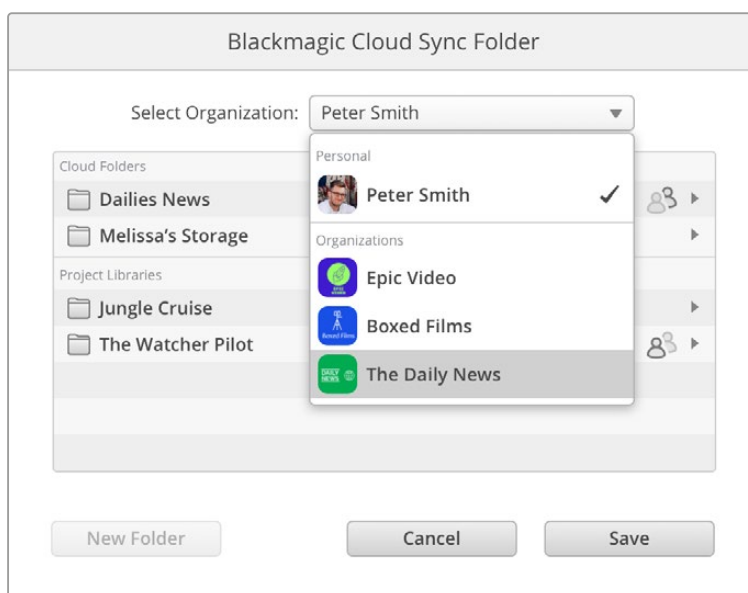 Blackmagic Cloud Sync Folder
Select Organization: Peter Smith
Cloud Folders
Dailies News
Melissa's Storage
Project Libraries
Jungle Cruise
The Watcher Pilot
Personal
Peter Smith
Organizations
Epic Video
Boxed Films
Boxed Films
DAILY
NEWS
The Daily News
New Folder
Cancel
Save